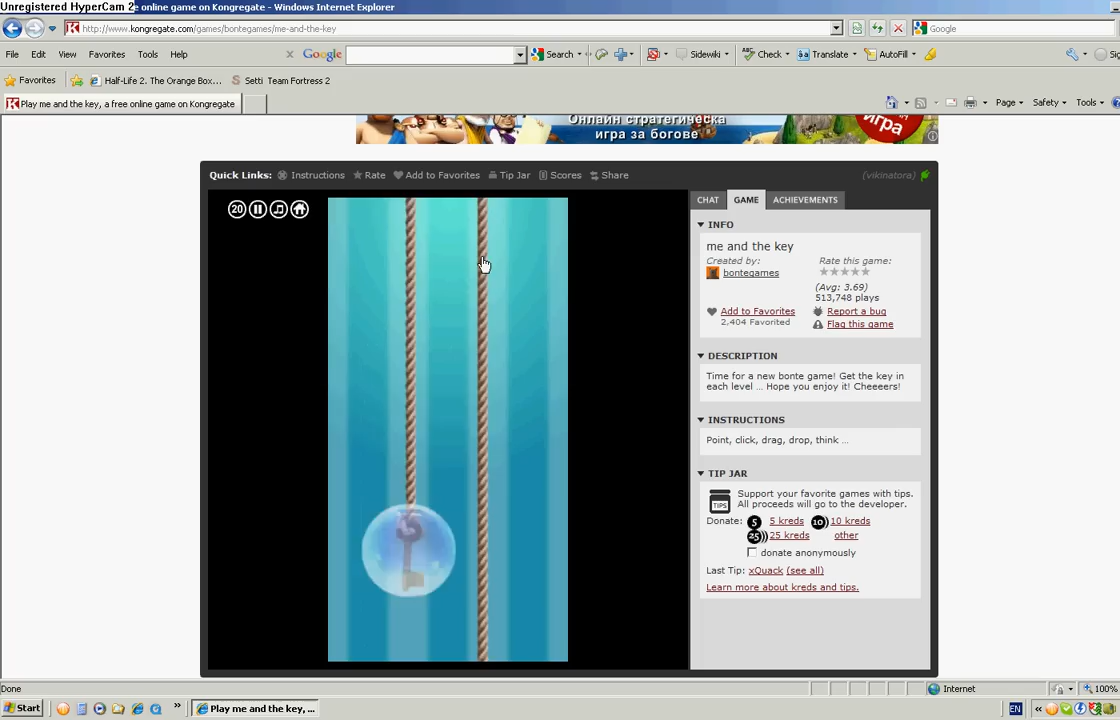 Unregistered HyperCam 2
e online game on Kongregate - Windows Internet Explorer
http://www.kongregate.com/games/bontegames/me-and-the-key
Google
File Edit View Favorites Tools Help
Google Search Sidewiki Check Translate AutoFill
Favorites Half-Life 2. The Orange Box... Setti Team Fortress 2
Play me and the key, a free online game on Kongregate
Page Safety Tools
Онлайн стратегическа
игра за богове
игра
Quick Links: Instructions Rate Add to Favorites Tip Jar Scores Share
(vikinatora)
CHAT GAME ACHIEVEMENTS
20
INFO
me and the key
Created by:
bontegames
Rate this game:
(Avg: 3.69)
513,748 plays
Add to Favorites
2,404 Favorited
Report a bug
Flag this game
DESCRIPTION
Time for a new bonte game! Get the key in
each level ... Hope you enjoy it! Cheeeers!
INSTRUCTIONS
Point, click, drag, drop, think ...
TIP JAR
TIPS
Support your favorite games with tips.
All proceeds will go to the developer.
Donate: 5 5 kreds 10 10 kreds
25 25 kreds other
donate anonymously
Last Tip: xQuack (see all)
Learn more about kreds and tips.
Done
Internet
100%
Start
Play me and the key, ...
EN